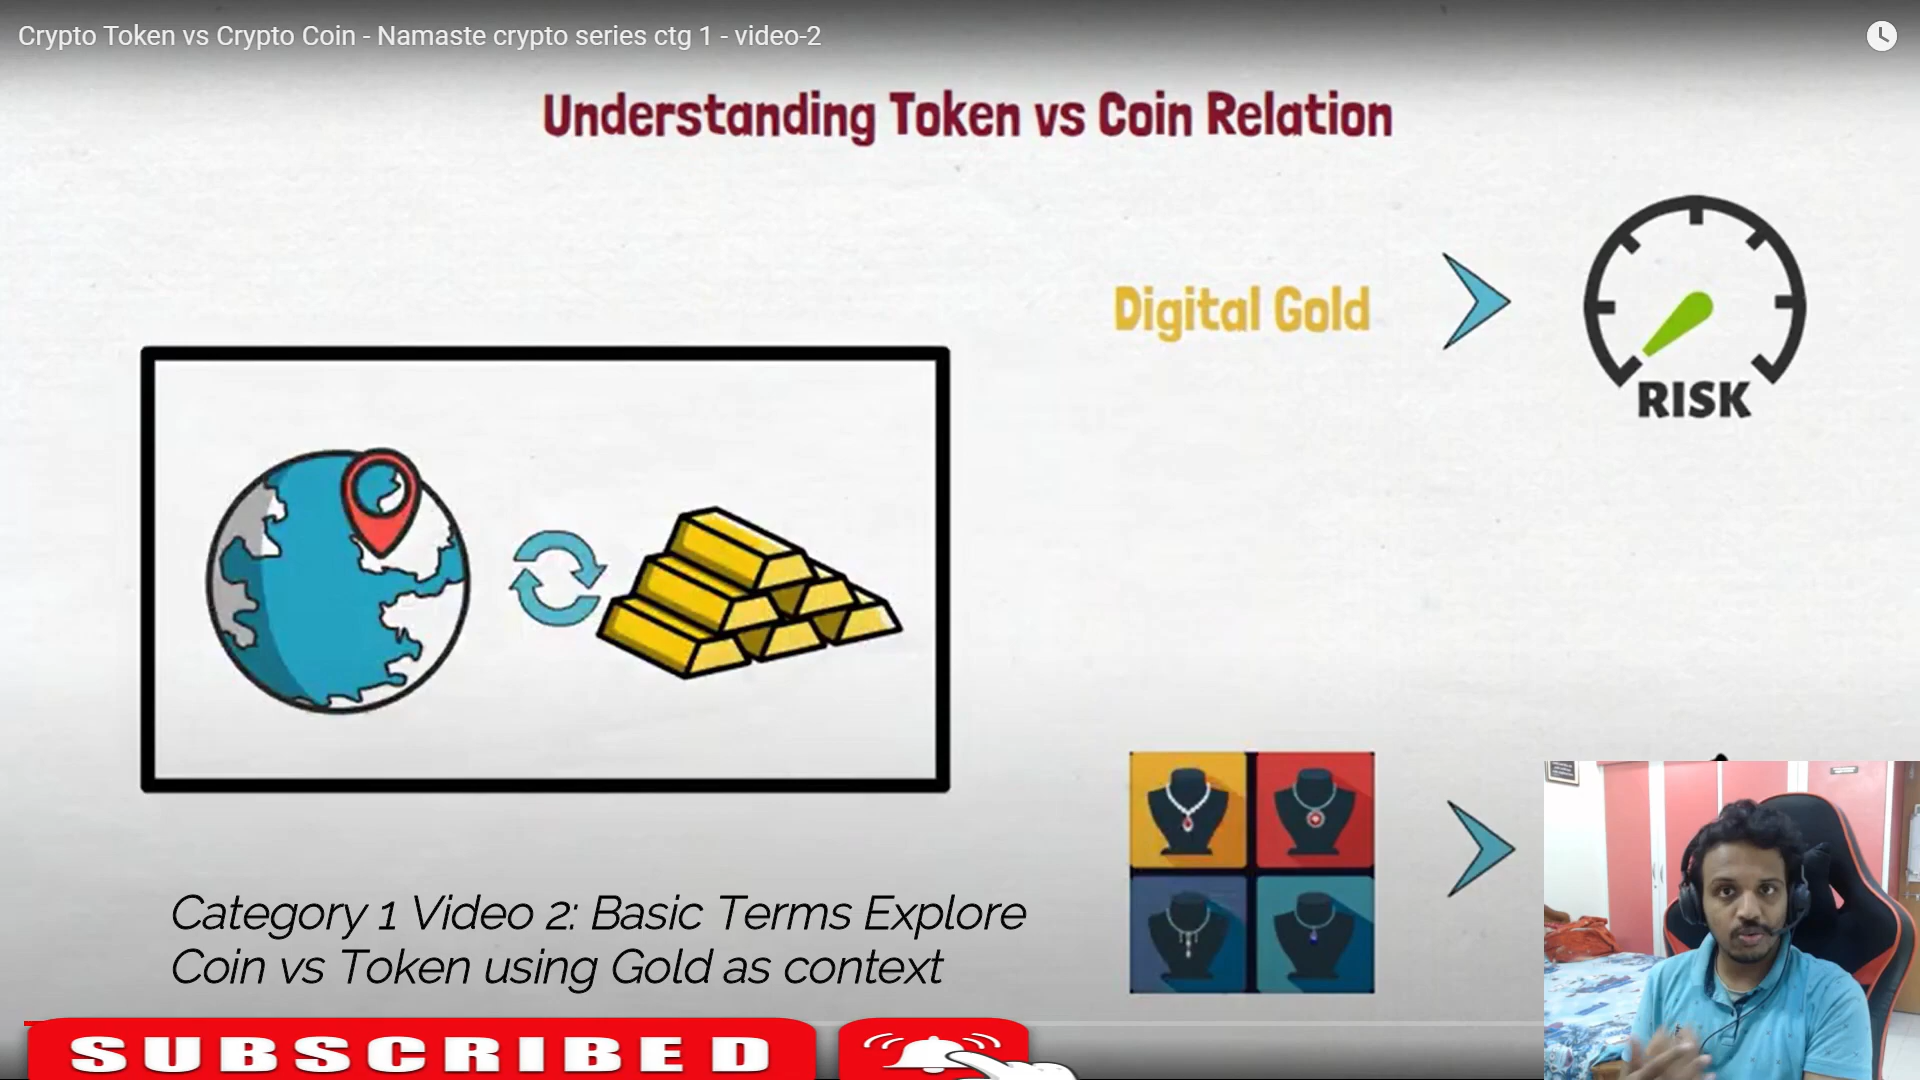 Crypto Token vs Crypto Coin - Namaste crypto series ctg 1 - video-2
Understanding Token vs Coin Relation
Digital Gold
RISK
Category 1 Video 2: Basic Terms Explore
Coin vs Token using Gold as context
SUBSCRIBED